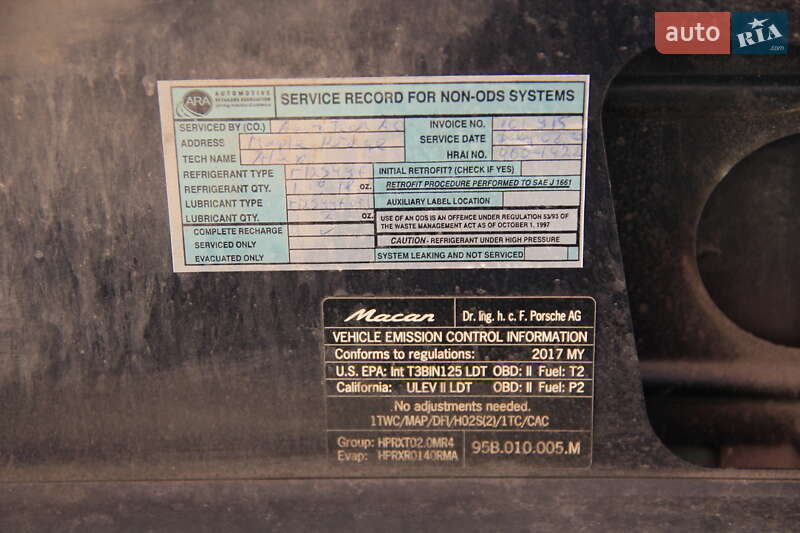 auto RIA .com
ARA AUTOMOTIVE RETAILERS ASSOCIATION
SERVICE RECORD FOR NON-ODS SYSTEMS
SERVICED BY (CO.)
INVOICE NO.
ADDRESS Maple Ridge
SERVICE DATE
TECH NAME
HRAI NO.
REFRIGERANT TYPE
INITIAL RETROFIT? (CHECK IF YES)
REFRIGERANT QTY. oz.
RETROFIT PROCEDURE PERFORMED TO SAE J 1661
LUBRICANT TYPE
AUXILIARY LABEL LOCATION
LUBRICANT QTY. oz.
USE OF AN ODS IS AN OFFENCE UNDER REGULATION 53/93 OF
THE WASTE MANAGEMENT ACT AS OF OCTOBER 1, 1997
COMPLETE RECHARGE ✓
SERVICED ONLY
CAUTION - REFRIGERANT UNDER HIGH PRESSURE
EVACUATED ONLY
SYSTEM LEAKING AND NOT SERVICED
Macan Dr. Ing. h. c. F. Porsche AG
VEHICLE EMISSION CONTROL INFORMATION
Conforms to regulations: 2017 MY
U.S. EPA: Int T3BIN125 LDT OBD: II Fuel: T2
California: ULEV II LDT OBD: II Fuel: P2
No adjustments needed.
1TWC/MAP/DFI/HO2S(2)/1TC/CAC
Group: HPRXT02.0MR4
Evap: HPRXR0140RMA
95B.010.005.M